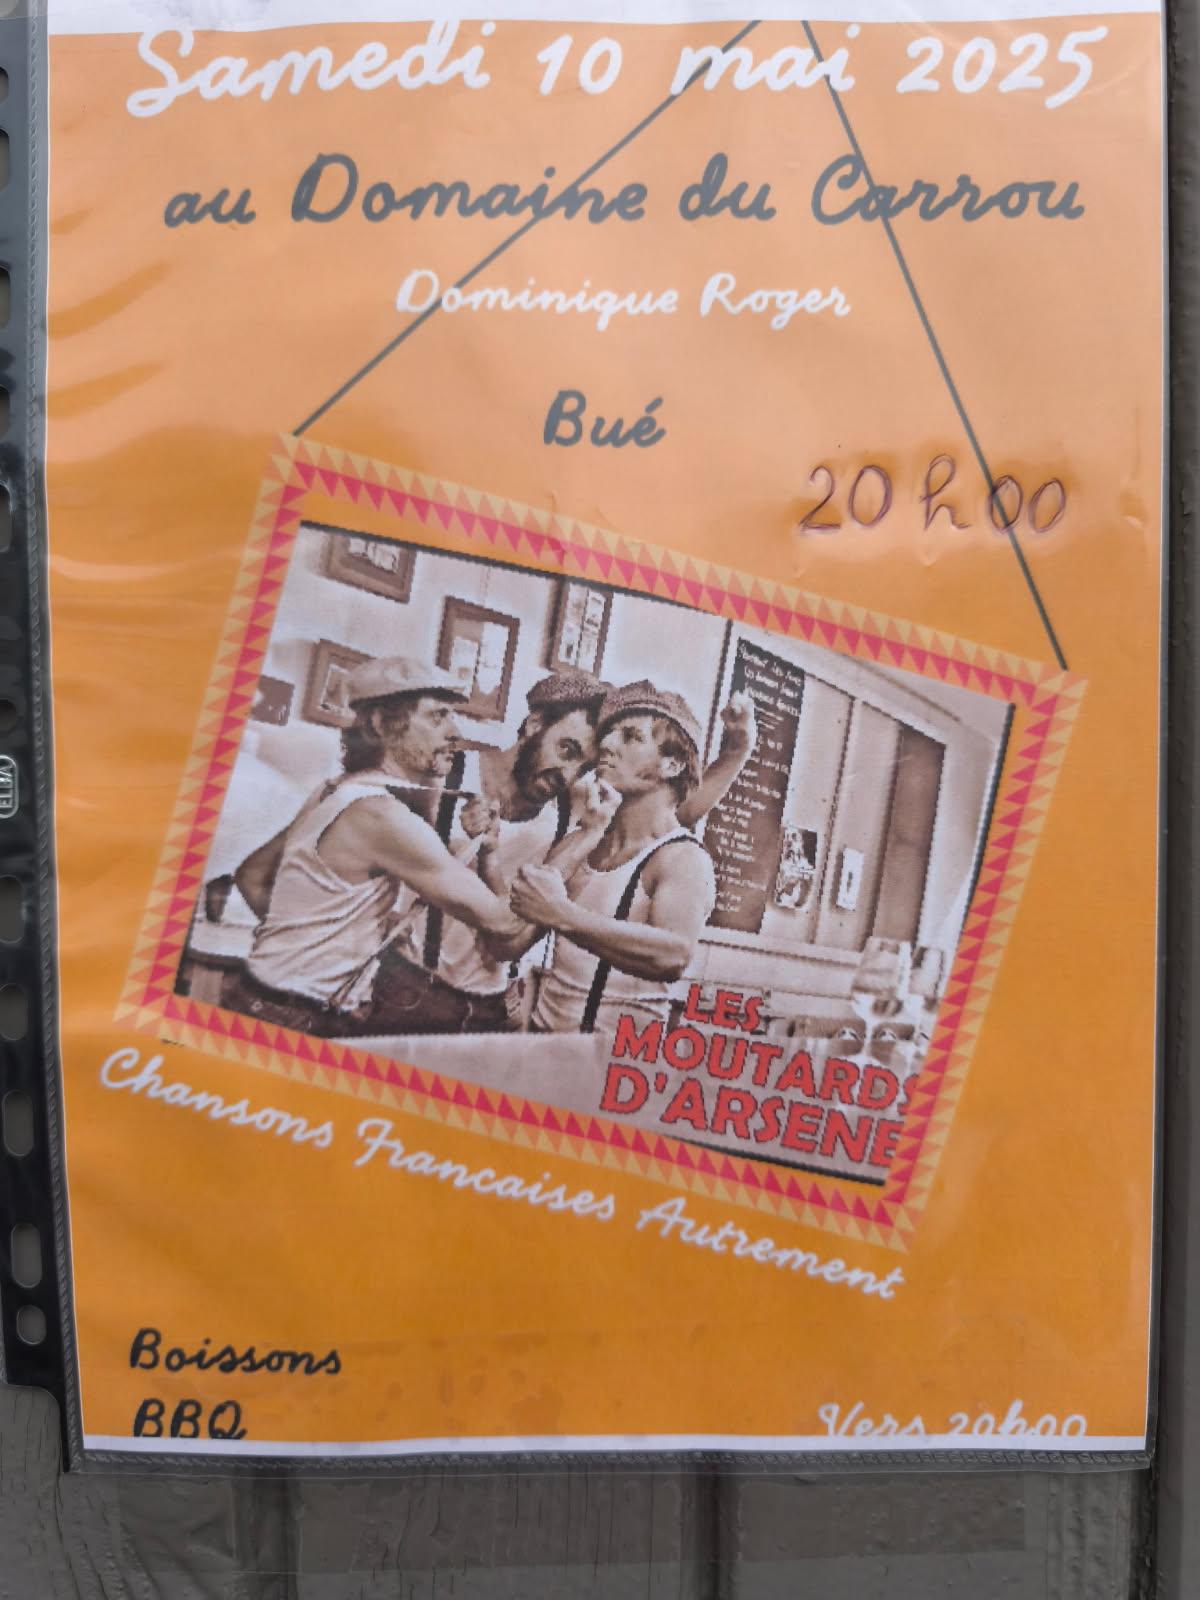 Samedi 10 mai 2025
au Domaine du Carrou
Dominique Roger
Bué
20 h 00
LES
MOUTARDS
D'ARSENE
Chansons Francaises Autrement
Boissons
BBQ
Vers 20h00
ELBA